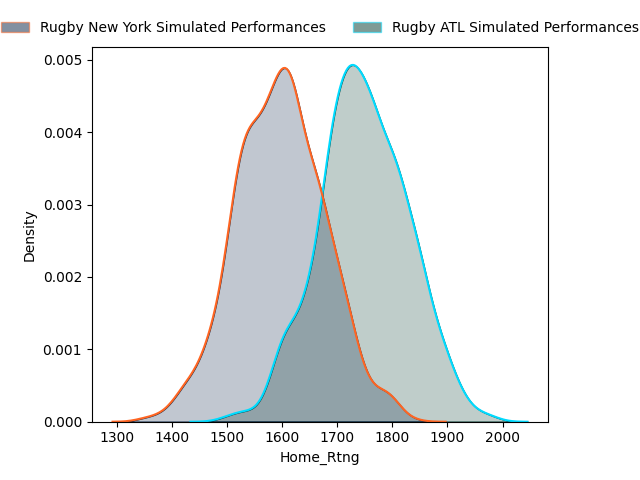 Rugby New York Simulated Performances Rugby ATL Simulated Performances
0.005
0.004
0.003
0.002
0.001
0.000
Density
1300 1400 1500 1600 1700 1800 1900 2000
Home_Rtng